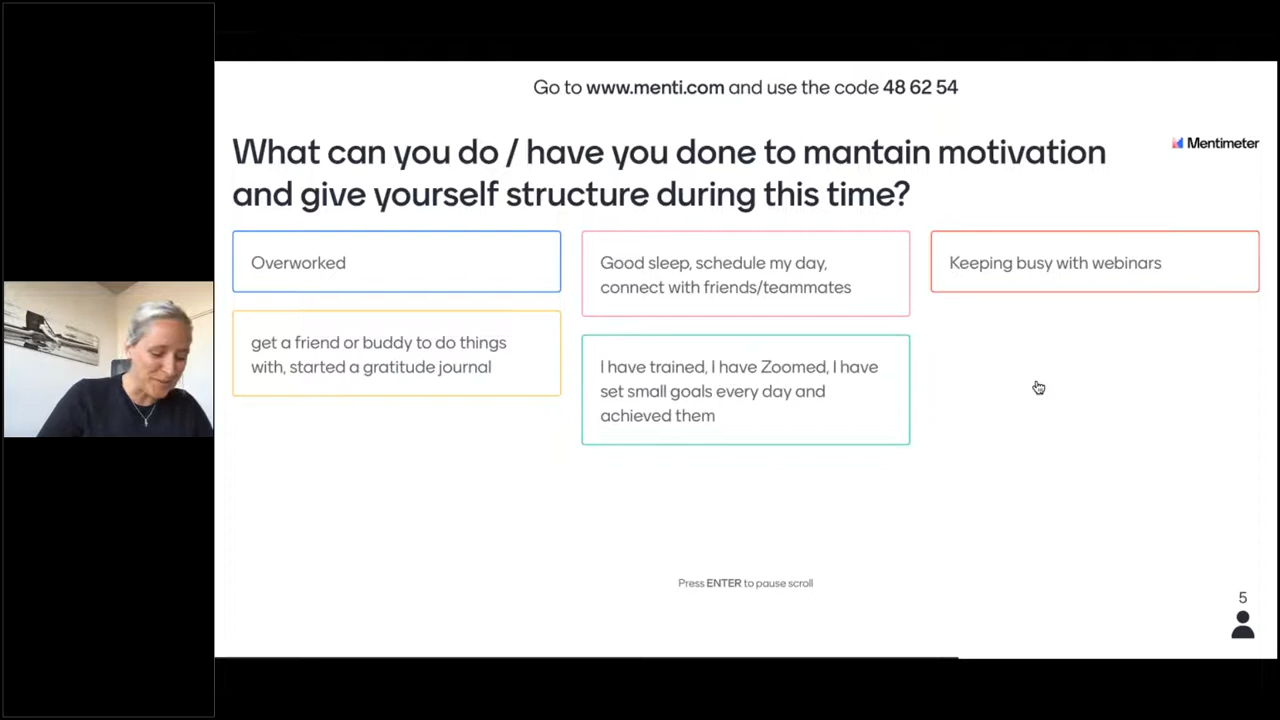 Go to www.menti.com and use the code 48 62 54
What can you do / have you done to mantain motivation
and give yourself structure during this time?
Mentimeter
Overworked
Good sleep, schedule my day,
connect with friends/teammates
Keeping busy with webinars
get a friend or buddy to do things
with, started a gratitude journal
I have trained, I have Zoomed, I have
set small goals every day and
achieved them
Press ENTER to pause scroll
5